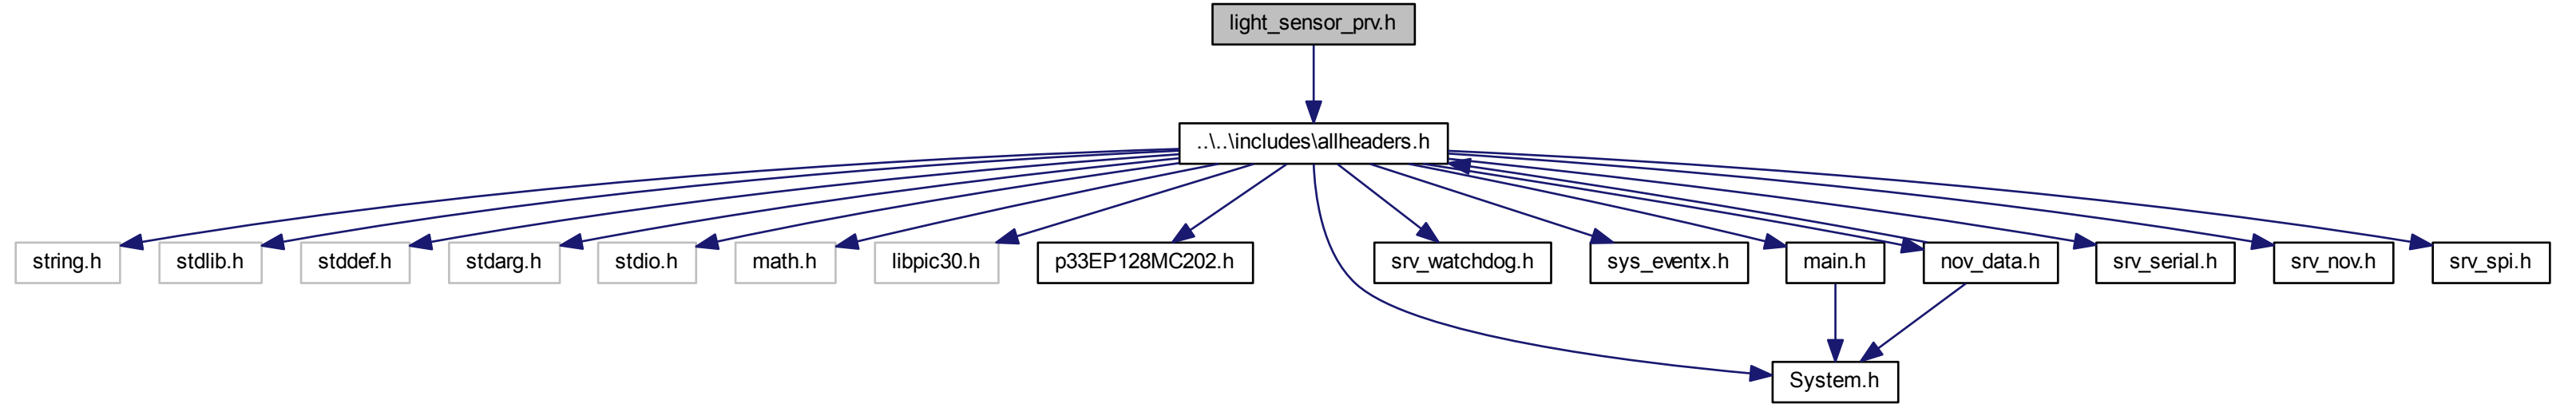 light_sensor_prv.h
..\..\includes\allheaders.h
string.h
stdlib.h
stddef.h
stdarg.h
stdio.h
math.h
libpic30.h
p33EP128MC202.h
srv_watchdog.h
sys_eventx.h
main.h
nov_data.h
srv_serial.h
srv_nov.h
srv_spi.h
System.h